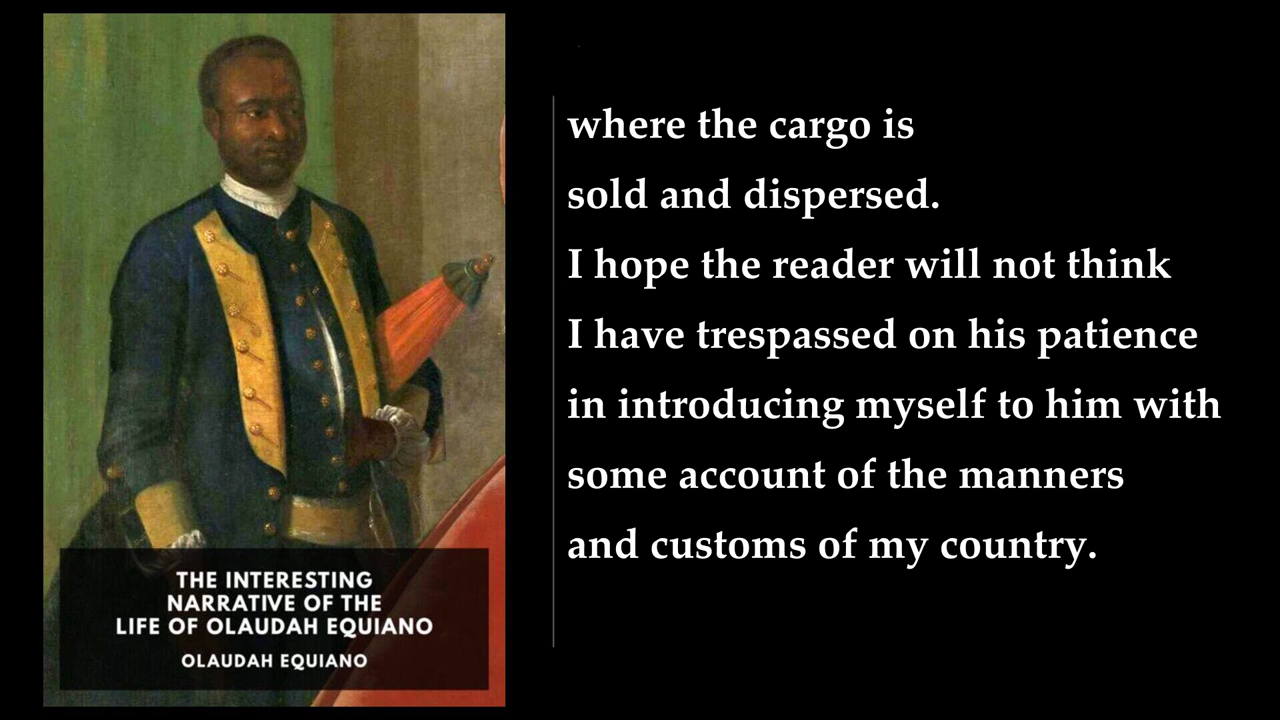 THE INTERESTING
NARRATIVE OF THE
LIFE OF OLAUDAH EQUIANO
OLAUDAH EQUIANO
where the cargo is
sold and dispersed.
I hope the reader will not think
I have trespassed on his patience
in introducing myself to him with
some account of the manners
and customs of my country.